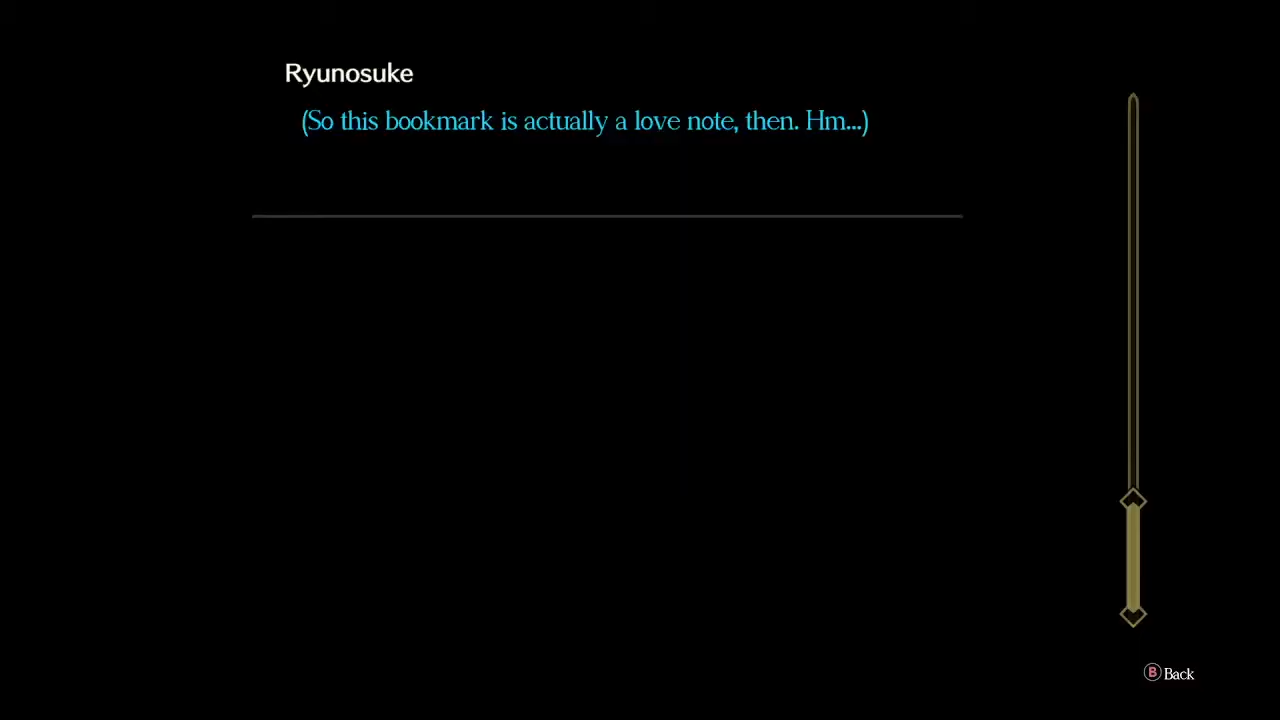 Ryunosuke
(So this bookmark is actually a love note, then. Hm...)
B Back